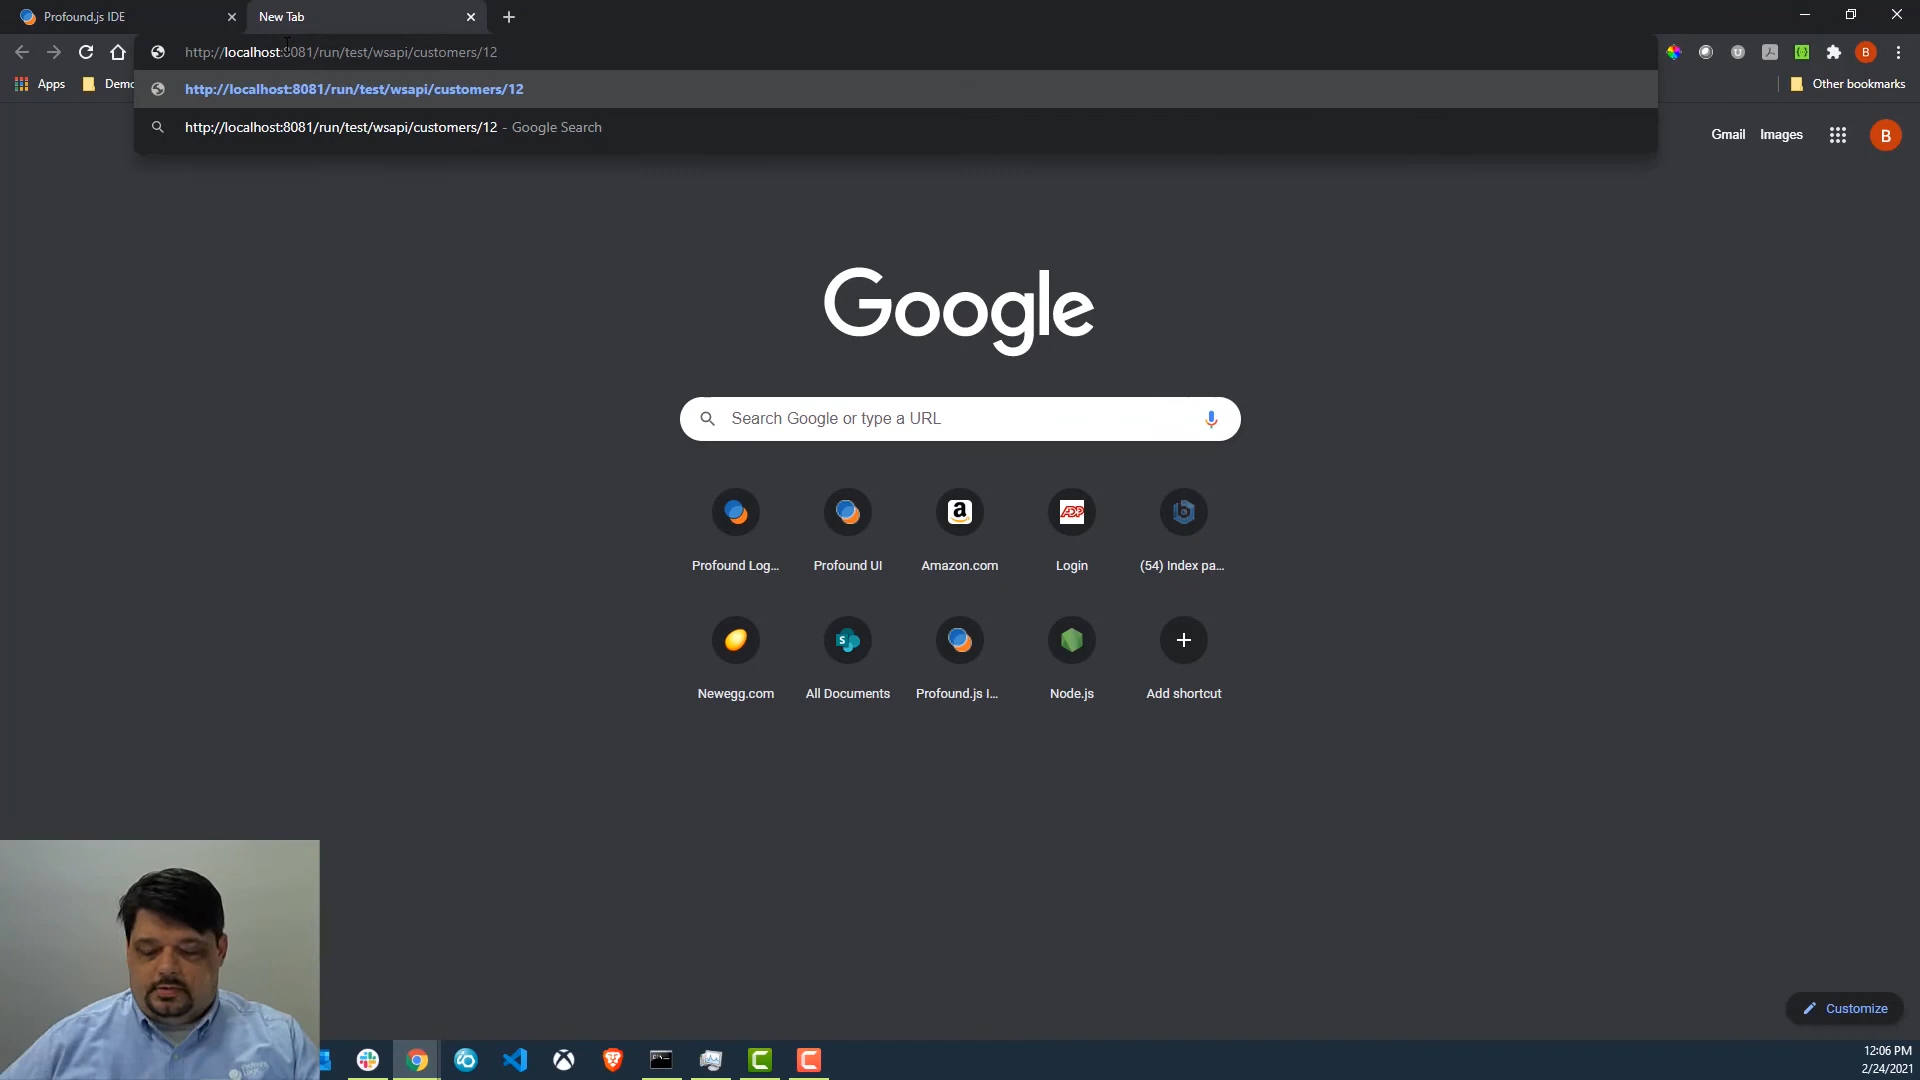 Profound.js IDE
New Tab
http://localhost:8081/run/test/wsapi/customers/12
http://localhost:8081/run/test/wsapi/customers/12
http://localhost:8081/run/test/wsapi/customers/12 - Google Search
B
Apps
Demo
Other bookmarks
Gmail
Images
B
Google
Search Google or type a URL
Profound Log...
Profound UI
Amazon.com
Login
(54) Index pa...
Newegg.com
All Documents
Profound.js I...
Node.js
Add shortcut
Customize
12:06 PM
2/24/2021